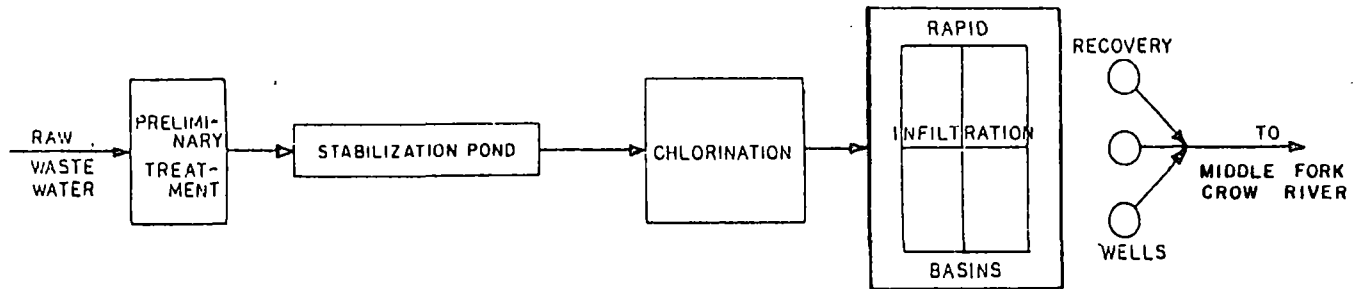 RAW
WASTE
WATER
PRELIMI-
NARY
TREAT-
MENT
STABILIZATION POND
CHLORINATION
RAPID
INFILTRATION
BASINS
RECOVERY
WELLS
TO
MIDDLE FORK
CROW RIVER